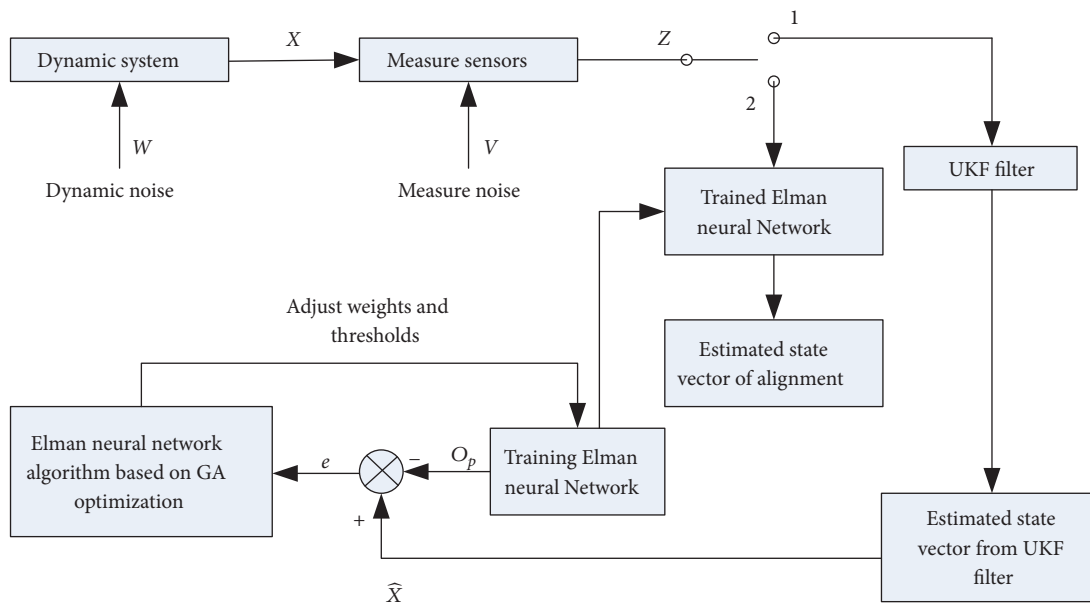 1
X
Z
Dynamic system
Measure sensors
2
W
V
UKF filter
Dynamic noise
Measure noise
Trained Elman
neural Network
Adjust weights and
thresholds
Estimated state
vector of alignment
Elman neural network
algorithm based on GA
optimization
e
−
O_p
Training Elman
neural Network
+
Estimated state
vector from UKF
filter
X̂